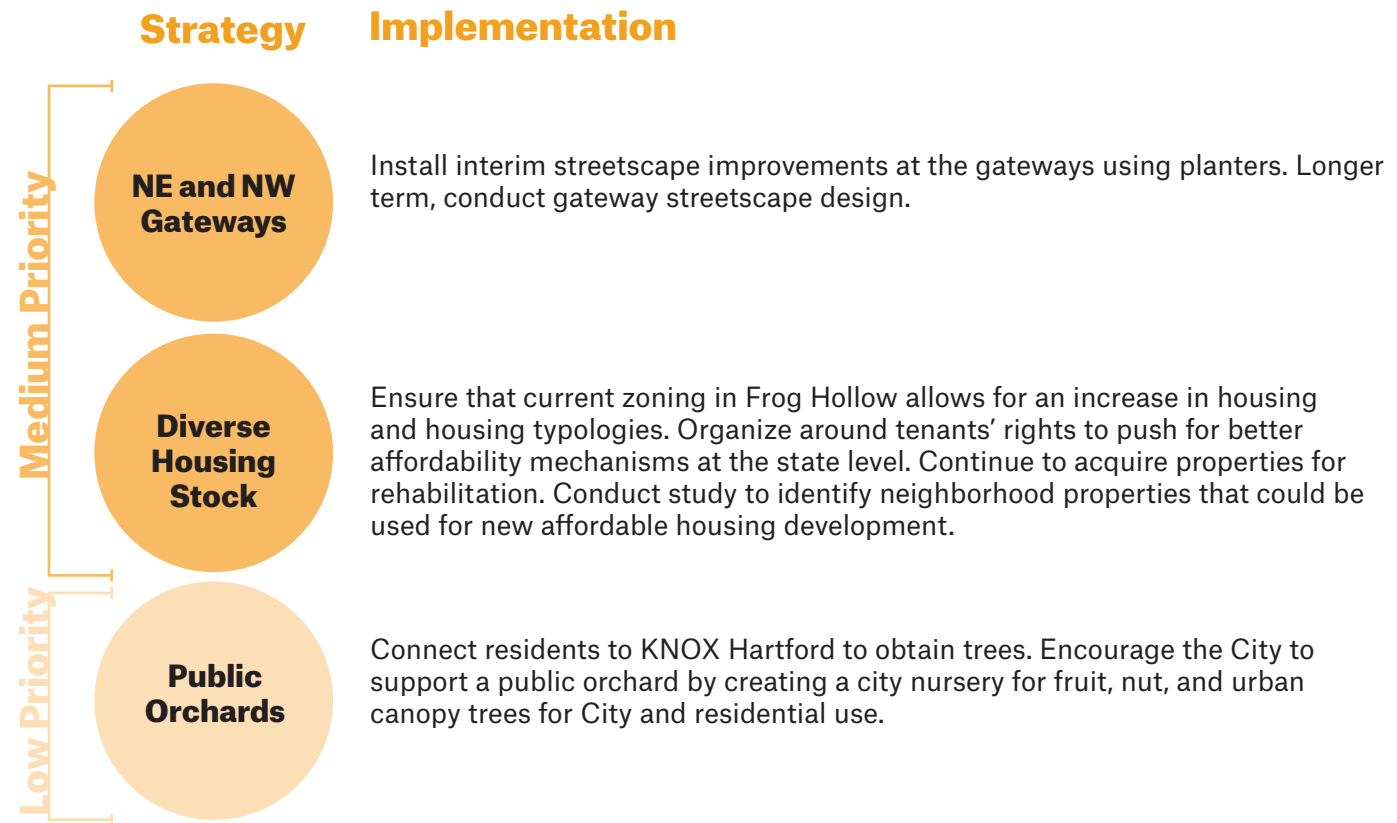 Strategy
Implementation
Medium Priority
NE and NW
Gateways
Install interim streetscape improvements at the gateways using planters. Longer
term, conduct gateway streetscape design.
Diverse
Housing
Stock
Ensure that current zoning in Frog Hollow allows for an increase in housing
and housing typologies. Organize around tenants’ rights to push for better
affordability mechanisms at the state level. Continue to acquire properties for
rehabilitation. Conduct study to identify neighborhood properties that could be
used for new affordable housing development.
Low Priority
Public
Orchards
Connect residents to KNOX Hartford to obtain trees. Encourage the City to
support a public orchard by creating a city nursery for fruit, nut, and urban
canopy trees for City and residential use.